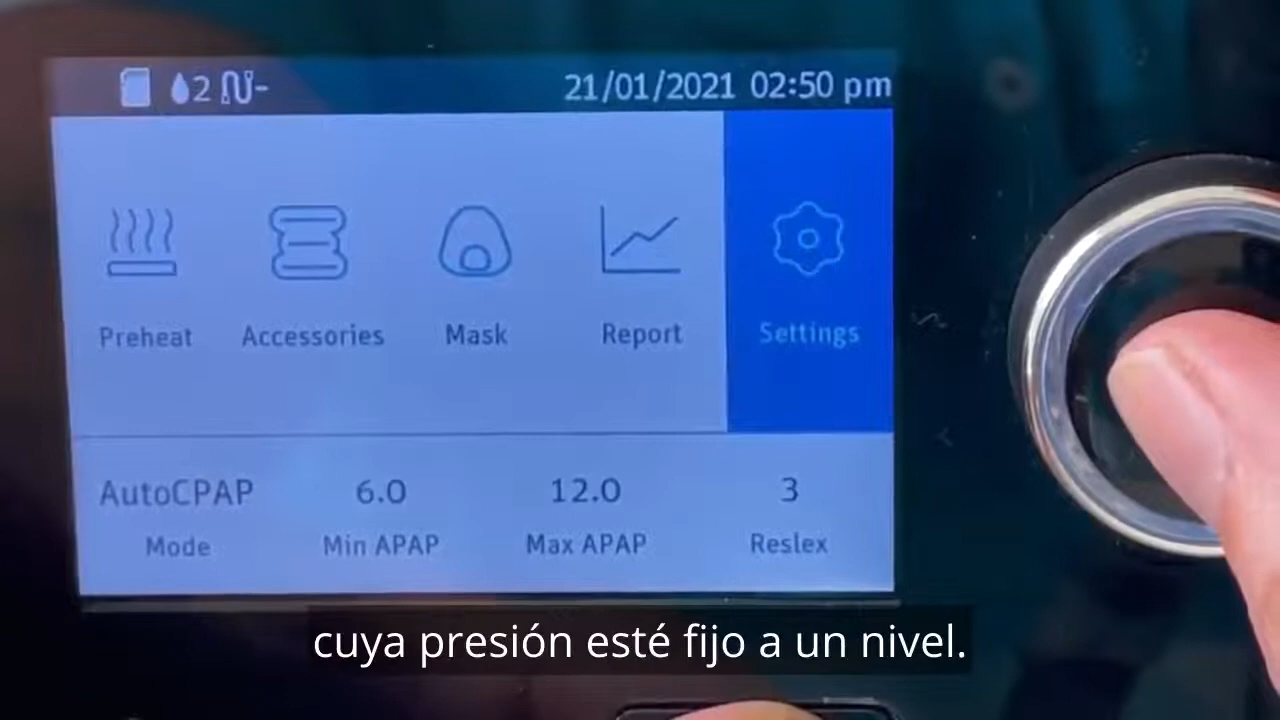 2 21/01/2021 02:50 pm
Preheat Accessories Mask Report Settings
AutoCPAP 6.0 12.0 3
Mode Min APAP Max APAP Reslex
cuya presión esté fijo a un nivel.